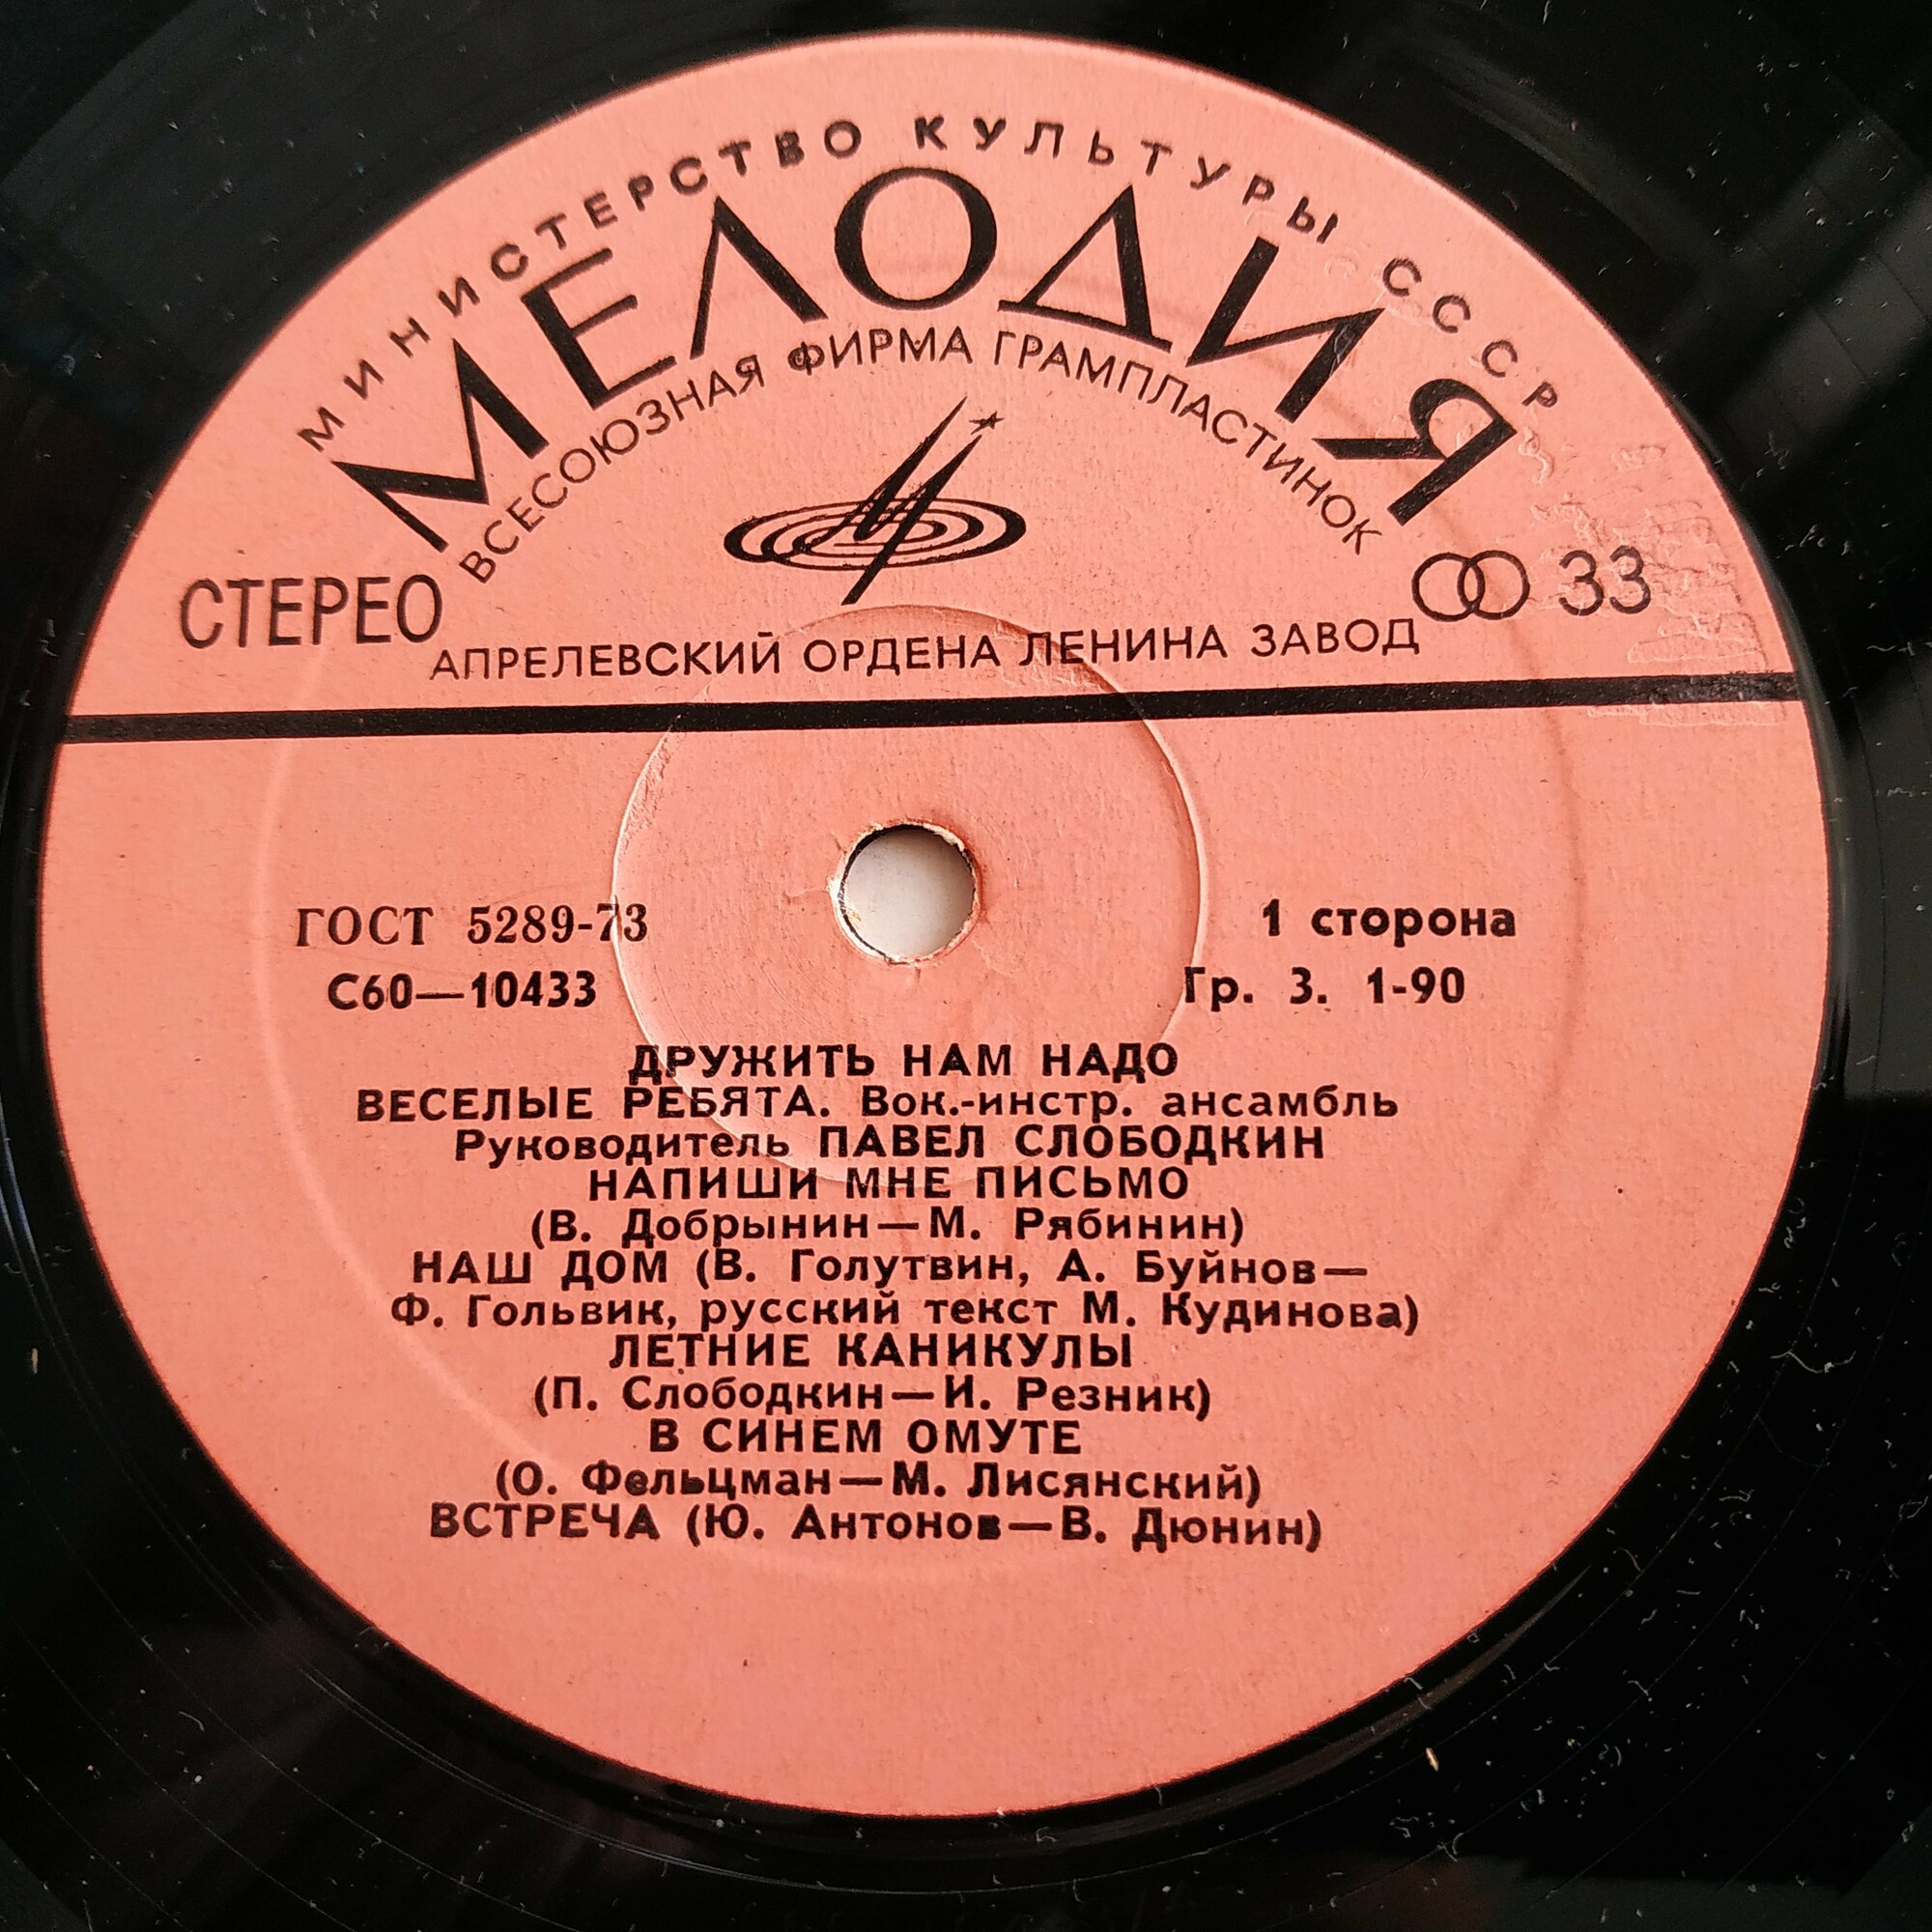 МИНИСТЕРСТВО КУЛЬТУРЫ СССР
МЕЛОДИЯ
ВСЕСОЮЗНАЯ ФИРМА ГРАМПЛАСТИНОК
СТЕРЕО
33
АПРЕЛЕВСКИЙ ОРДЕНА ЛЕНИНА ЗАВОД
ГОСТ 5289-73
1 сторона
С60—10433
Гр. 3. 1-90
ДРУЖИТЬ НАМ НАДО
ВЕСЕЛЫЕ РЕБЯТА. Вок.-инстр. ансамбль
Руководитель ПАВЕЛ СЛОБОДКИН
НАПИШИ МНЕ ПИСЬМО
(В. Добрынин—М. Рябинин)
НАШ ДОМ (В. Голутвин, А. Буйнов—
Ф. Гольвик, русский текст М. Кудинова)
ЛЕТНИЕ КАНИКУЛЫ
(П. Слободкин—И. Резник)
В СИНЕМ ОМУТЕ
(О. Фельцман—М. Лисянский)
ВСТРЕЧА (Ю. Антонов—В. Дюнин)